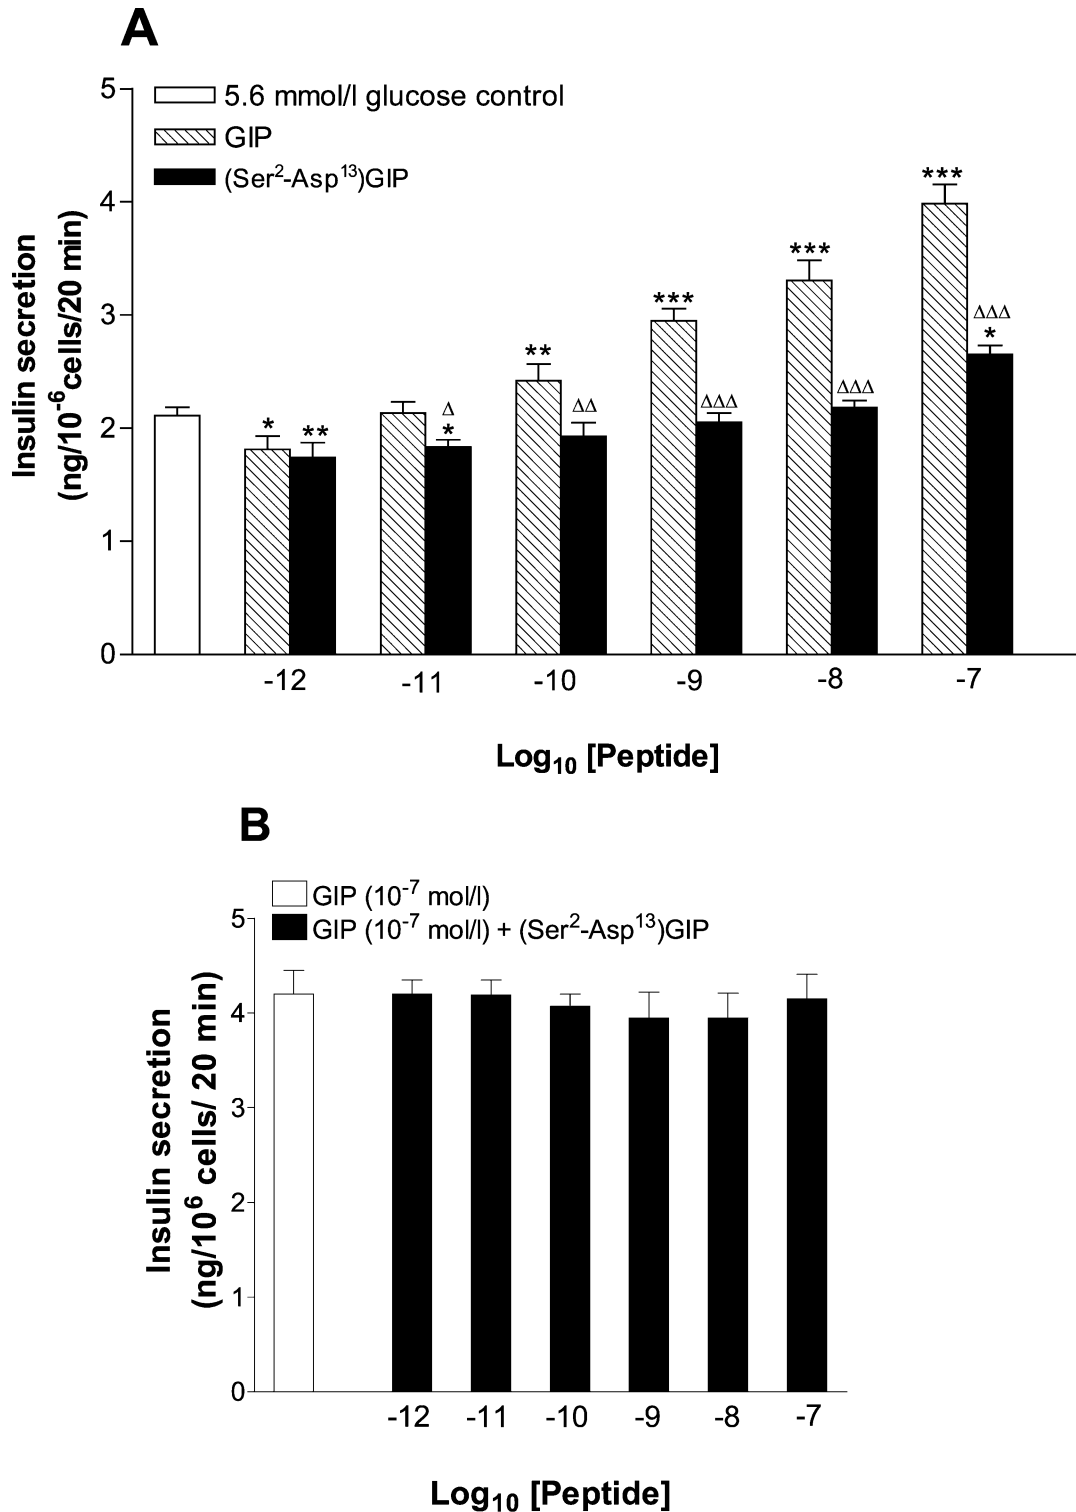 A
5
5.6 mmol/l glucose control
GIP
(Ser²-Asp¹³)GIP
4
3
2
1
0
Insulin secretion
(ng/10⁻⁶cells/20 min)
***
***
***
ΔΔΔ
*
**
ΔΔΔ
ΔΔΔ
ΔΔ
Δ
*
*
**
-12 -11 -10 -9 -8 -7
Log₁₀ [Peptide]
B
GIP (10⁻⁷ mol/l)
GIP (10⁻⁷ mol/l) + (Ser²-Asp¹³)GIP
5
4
3
2
1
0
Insulin secretion
(ng/10⁶ cells/ 20 min)
-12 -11 -10 -9 -8 -7
Log₁₀ [Peptide]